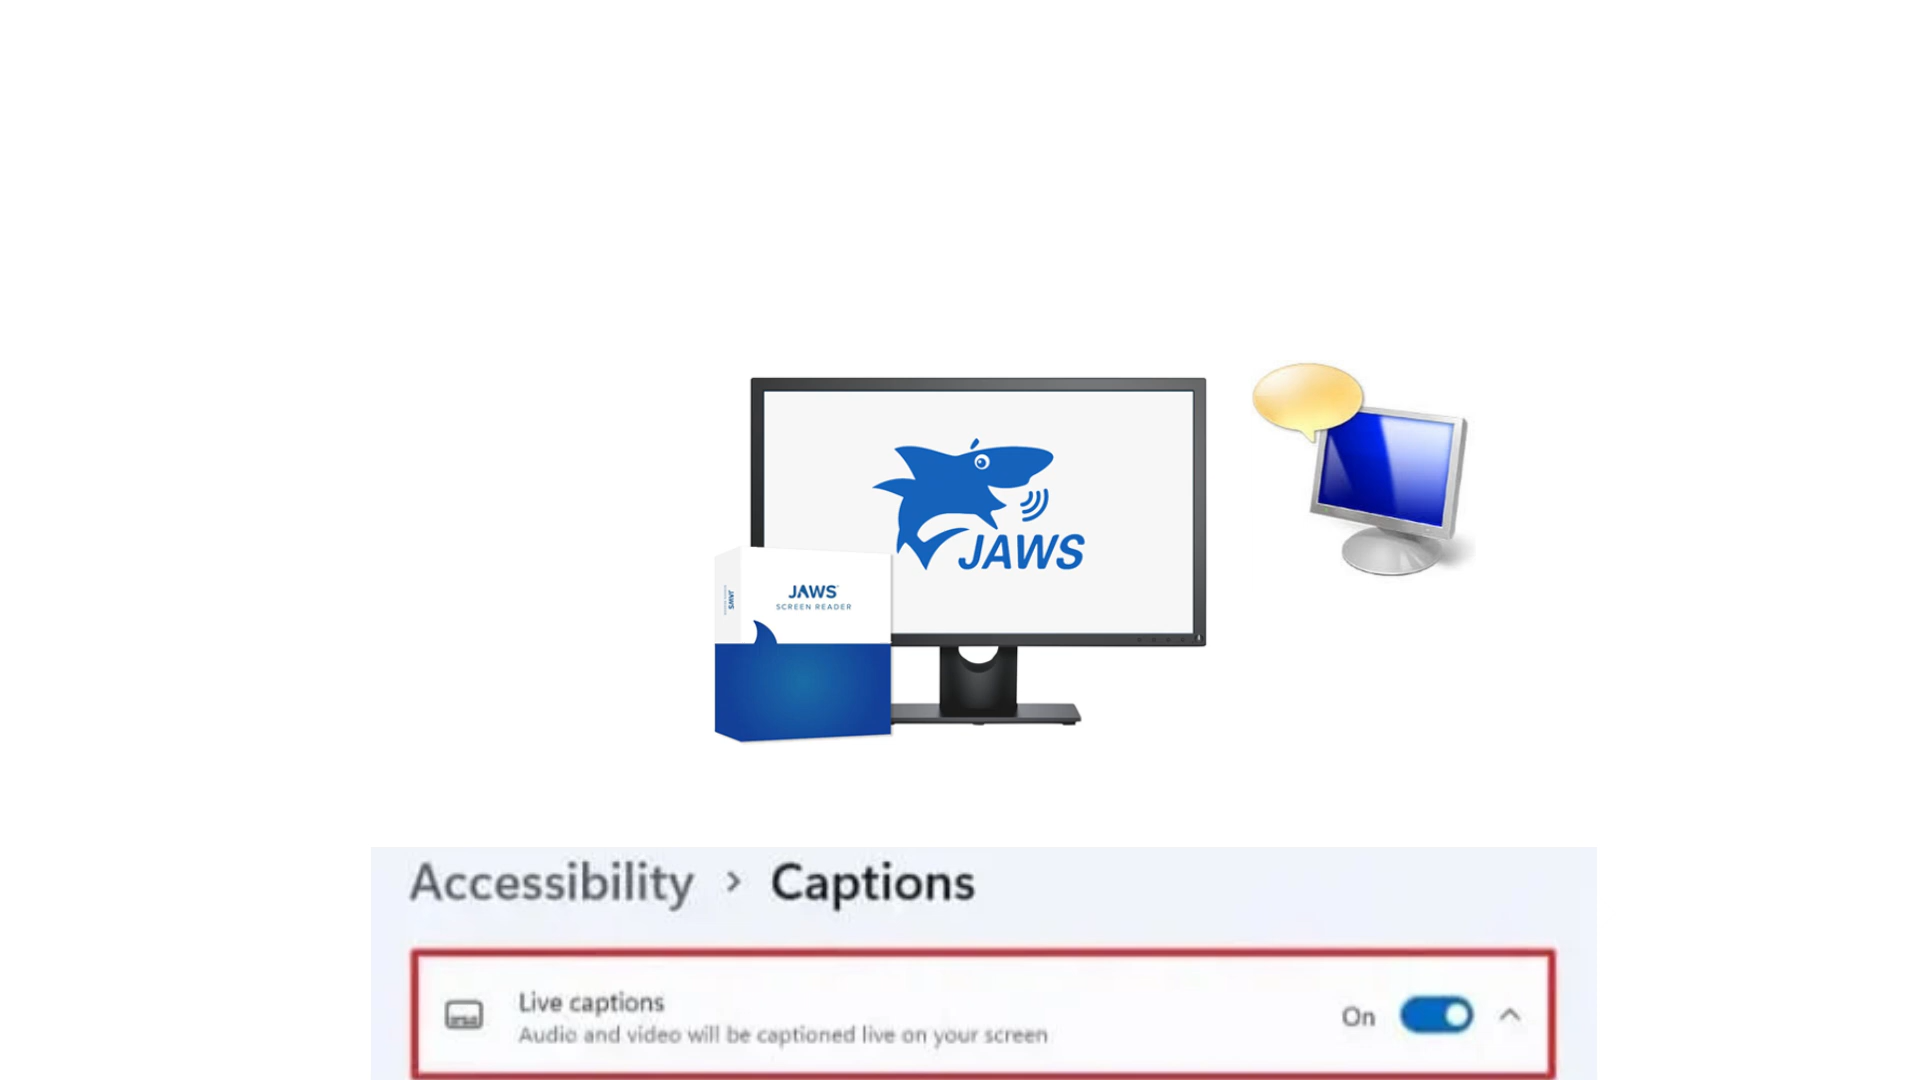 JAWS
JAWS
SCREEN READER
JAWS
Accessibility > Captions
Live captions
On
Audio and video will be captioned live on your screen